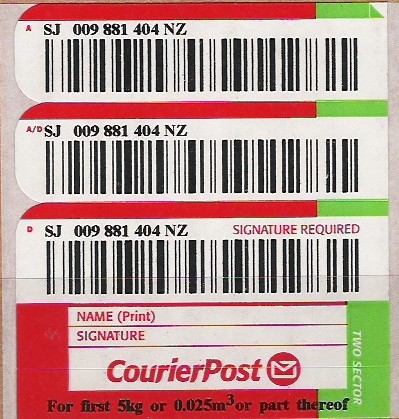 A SJ 009 881 404 NZ
A/D SJ 009 881 404 NZ
D SJ 009 881 404 NZ SIGNATURE REQUIRED
NAME (Print)
SIGNATURE
CourierPost
TWO SECTOR
For first 5kg or 0.025m³or part thereof